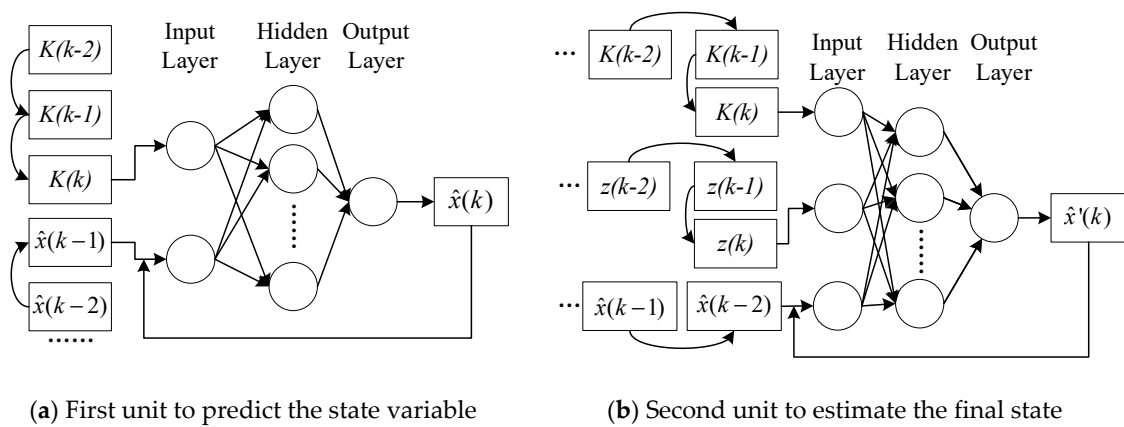 K(k-2)
K(k-1)
K(k)
x̂(k−1)
x̂(k−2)
......
Input
Layer
Hidden
Layer
Output
Layer
......
x̂(k)
(a) First unit to predict the state variable
... K(k-2)
K(k-1)
K(k)
... z(k-2)
z(k-1)
z(k)
... x̂(k−1)
x̂(k−2)
Input
Layer
Hidden
Layer
Output
Layer
......
x̂'(k)
(b) Second unit to estimate the final state